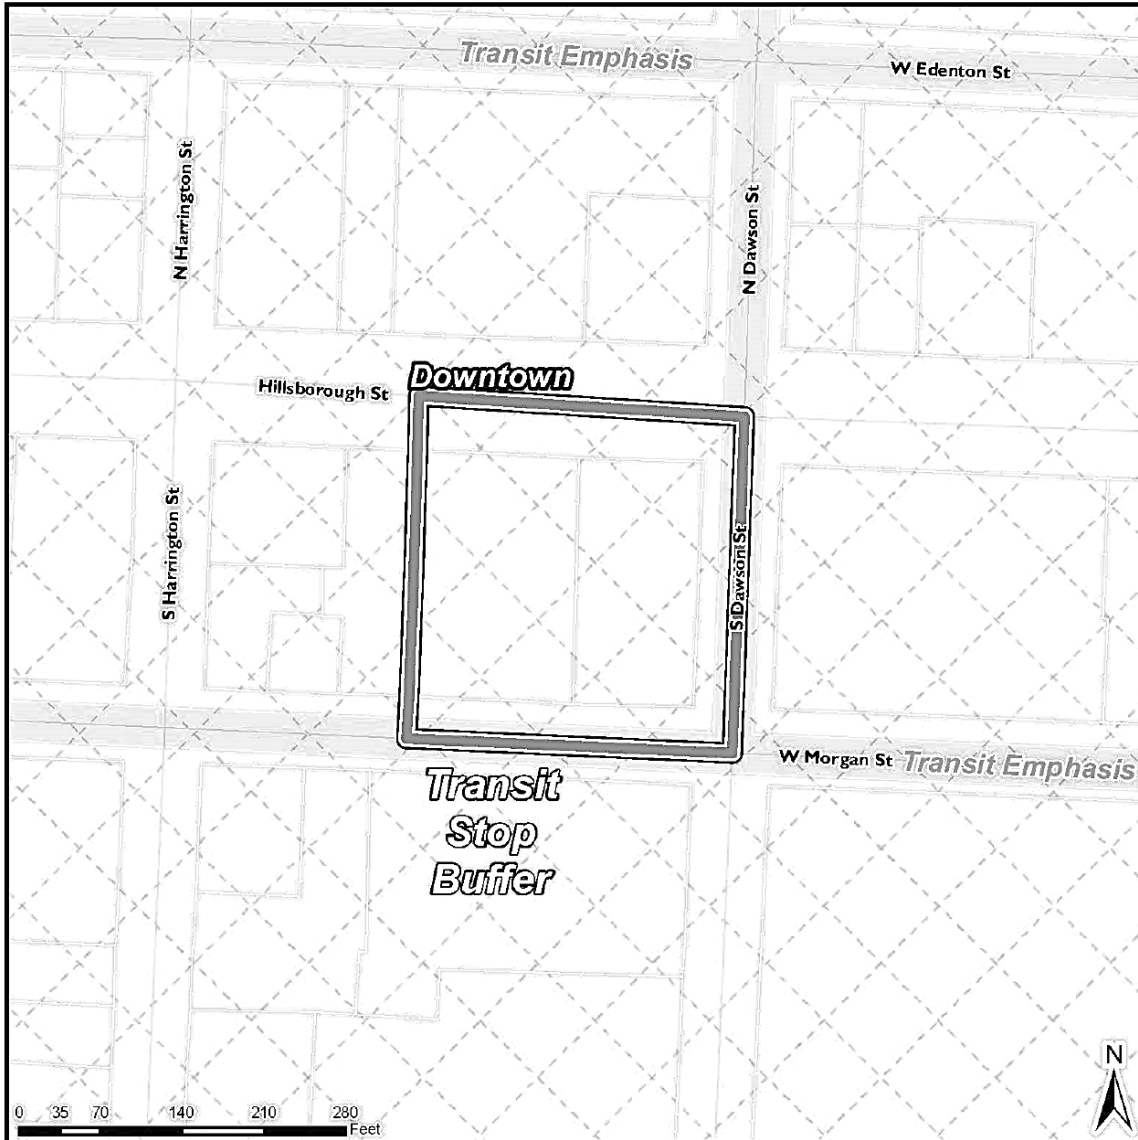 Transit Emphasis
W Edenton St
N Harrington St
N Dawson St
Downtown
Hillsborough St
S Harrington St
S Dawson St
W Morgan St
Transit Emphasis
Transit
Stop
Buffer
N
0 35 70 140 210 280
Feet